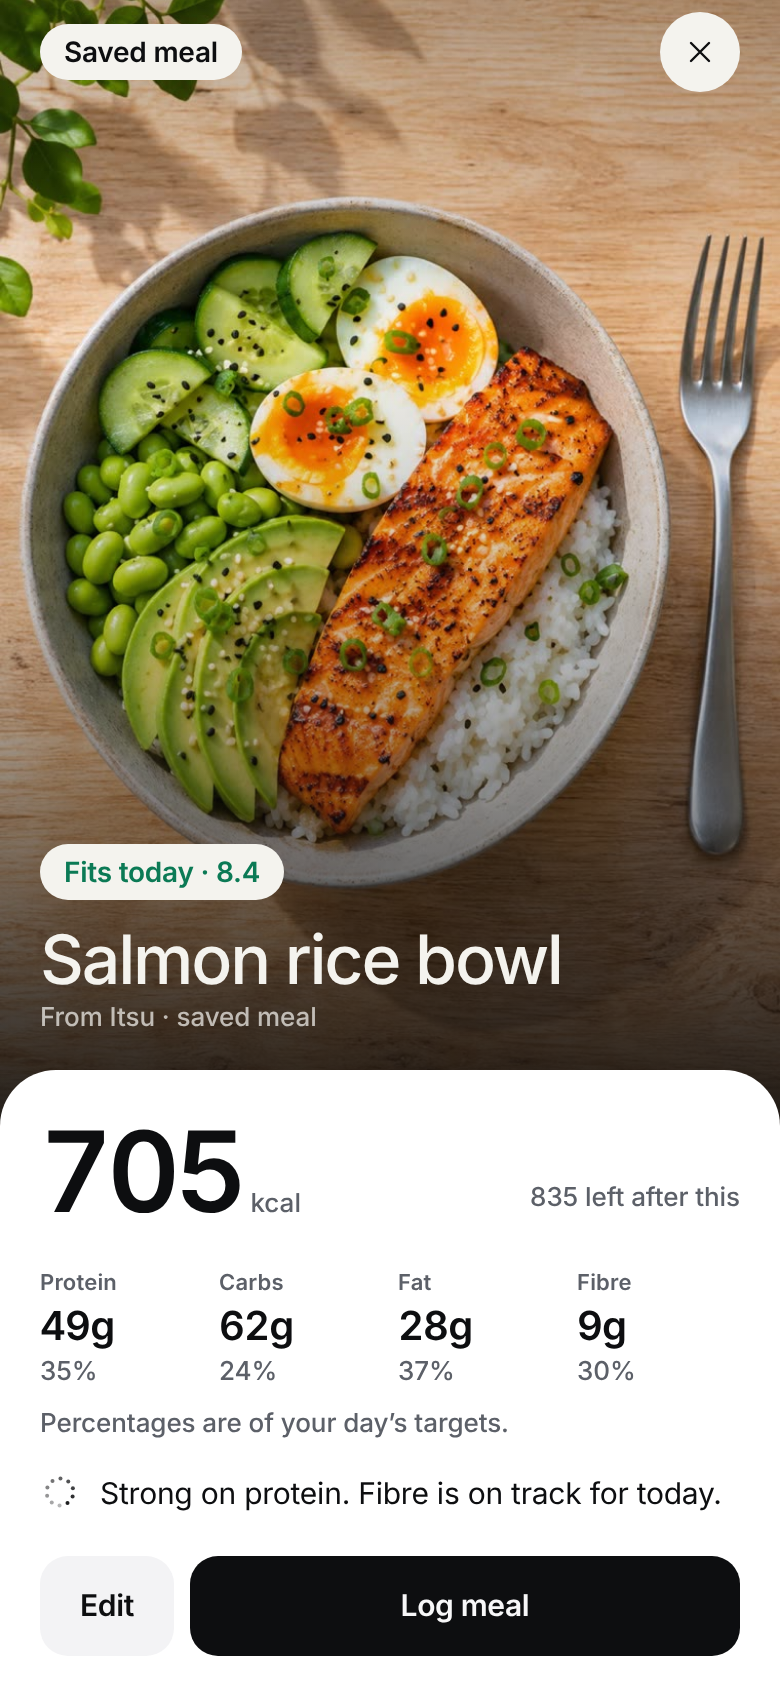 Saved meal
Fits today · 8.4
Salmon rice bowl
From Itsu · saved meal
705 kcal
835 left after this
Protein Carbs Fat Fibre
49g 62g 28g 9g
35% 24% 37% 30%
Percentages are of your day’s targets.
Strong on protein. Fibre is on track for today.
Edit Log meal